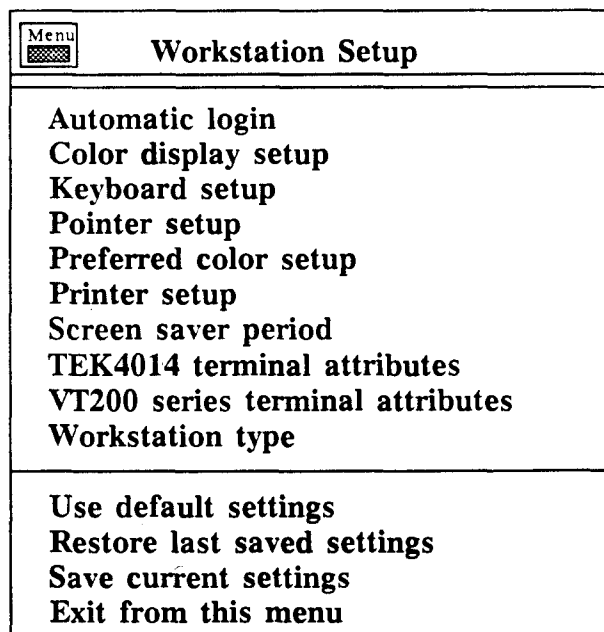 Menu
Workstation Setup
Automatic login
Color display setup
Keyboard setup
Pointer setup
Preferred color setup
Printer setup
Screen saver period
TEK4014 terminal attributes
VT200 series terminal attributes
Workstation type
Use default settings
Restore last saved settings
Save current settings
Exit from this menu